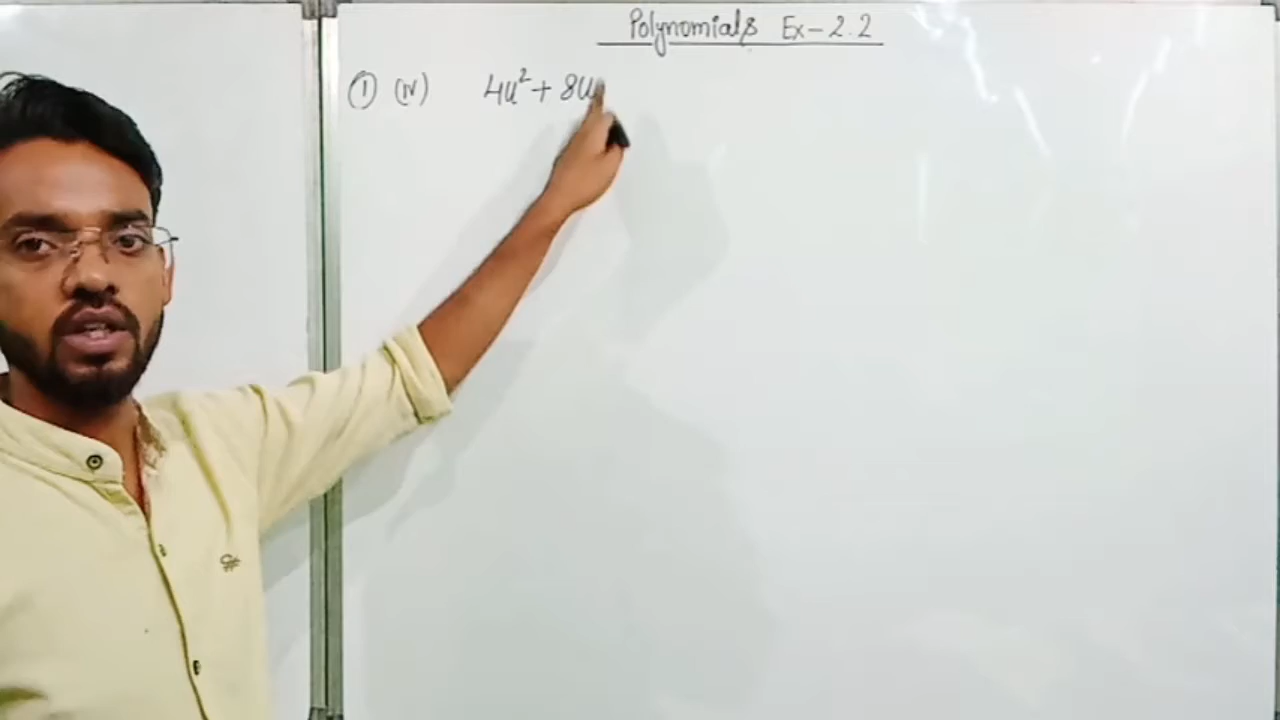 Polynomials Ex-2.2
① (iv) 4u² + 8u